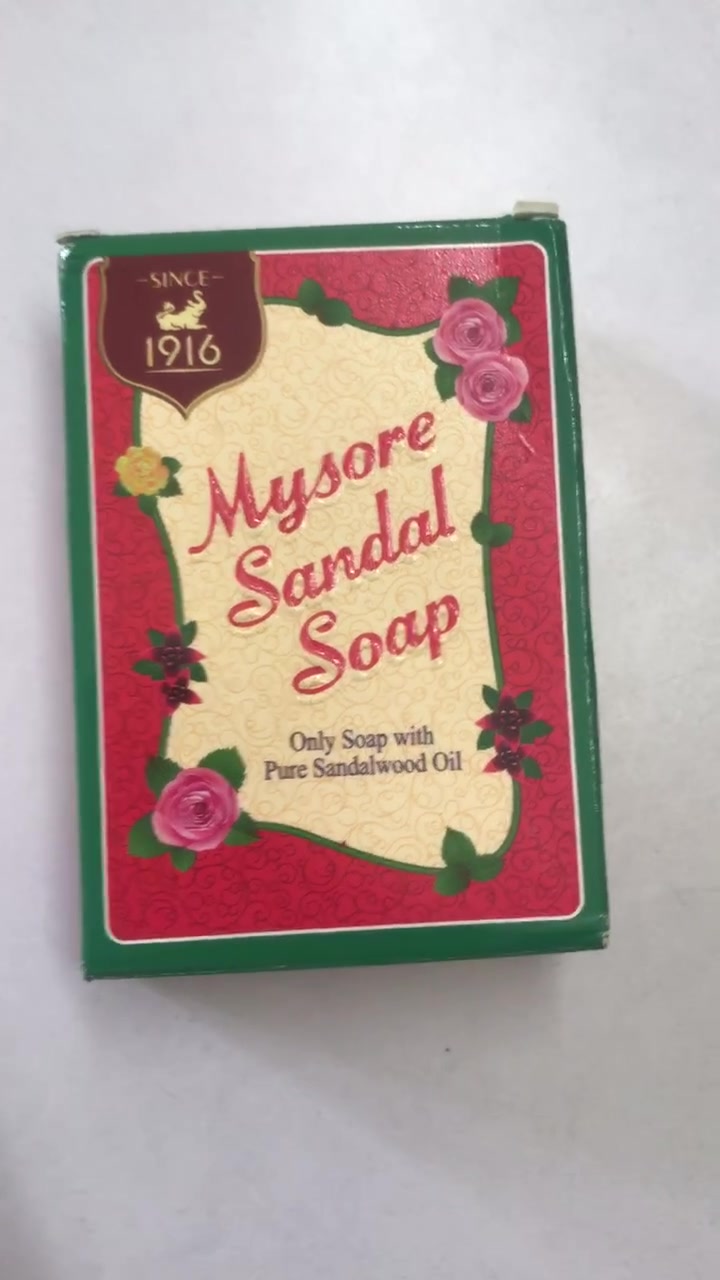 -SINCE-
1916
Mysore
Sandal
Soap
Only Soap with
Pure Sandalwood Oil